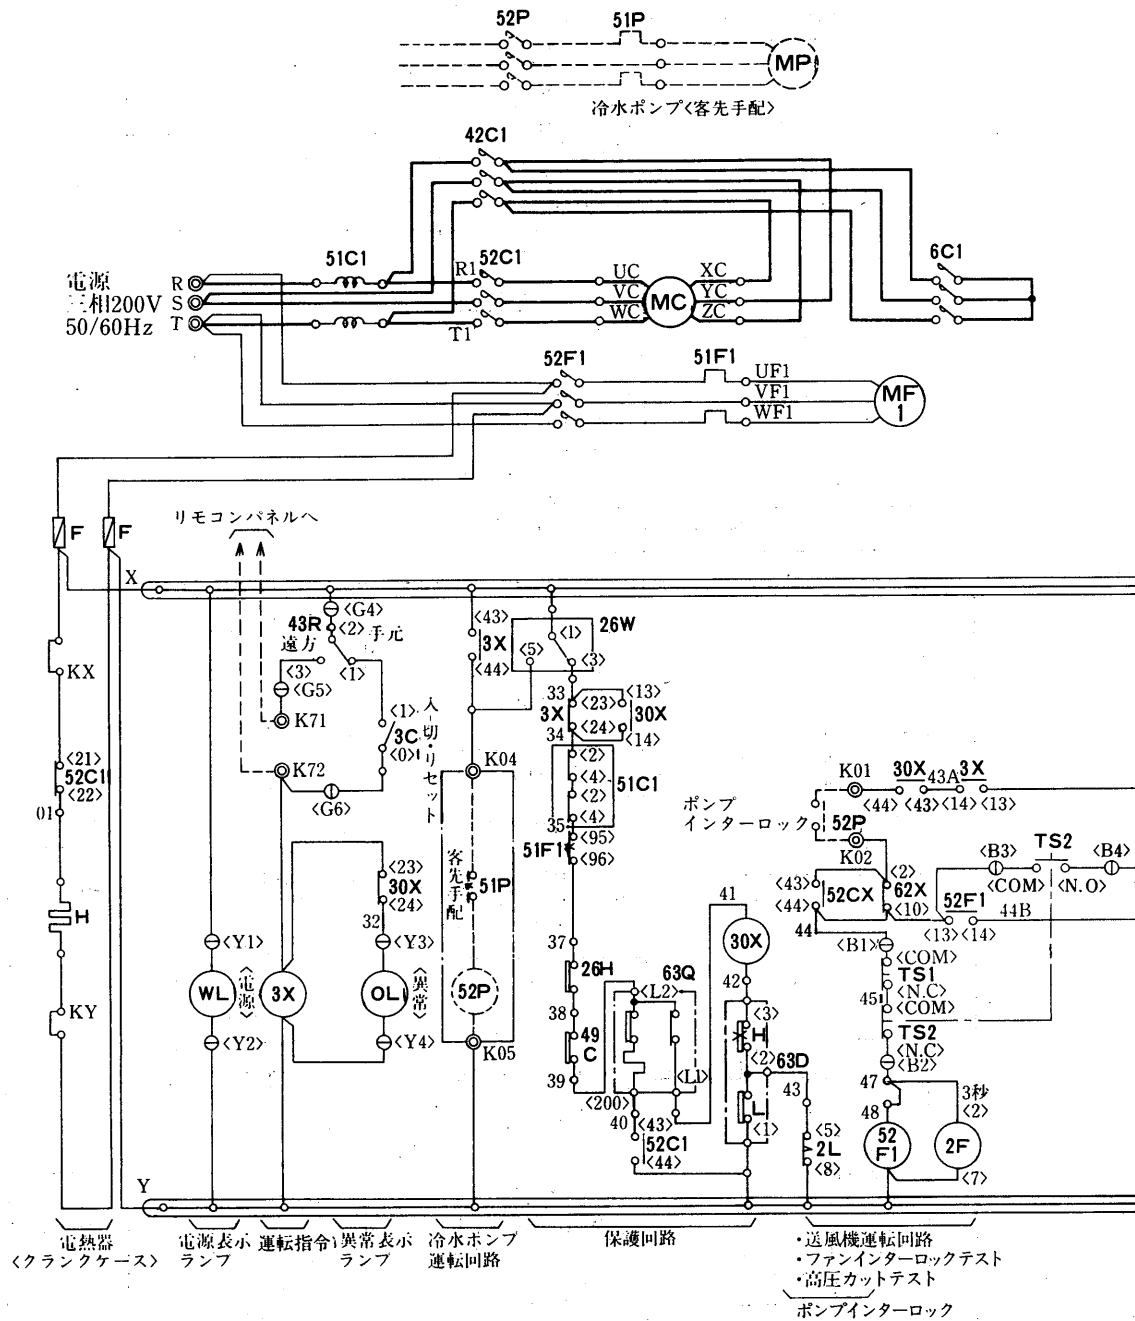 52P
51P
MP
冷水ポンプ〈客先手配〉
42C1
51C1
52C1
6C1
電源
三相200V
50/60Hz
R
S
T
R1
T1
UC
VC
WC
MC
XC
YC
ZC
52F1
51F1
UF1
VF1
WF1
MF
1
F
F
リモコンパネルへ
X
〈G4〉
43R
〈2〉
手元
遠方
〈3〉
〈1〉
〈G5〉
K71
K72
〈G6〉
〈1〉
3C
〈0〉
入-切・リセット
〈43〉
3X
〈44〉
26W
〈1〉
〈5〉
〈3〉
33
〈23〉
〈13〉
3X
30X
〈24〉
〈14〉
34
〈2〉
〈4〉
51C1
〈2〉
〈4〉
35
〈95〉
51F1
〈96〉
KX
〈21〉
52C1
〈22〉
01
H
KY
K04
客先手配
51P
52P
K05
〈23〉
30X
〈24〉
32
〈Y1〉
〈Y3〉
WL
〈電源〉
3X
OL
〈異常〉
〈Y2〉
〈Y4〉
37
26H
38
49
C
39
〈200〉
63Q
〈L2〉
〈L1〉
40
〈43〉
52C1
〈44〉
41
30X
42
〈3〉
H
〈2〉
63D
L
〈1〉
43
〈5〉
2L
〈8〉
K01
30X
43A
3X
〈44〉
〈43〉
〈14〉
〈13〉
ポンプ
インターロック
52P
K02
〈43〉
52CX
〈44〉
〈2〉
62X
〈10〉
44
〈B3〉
TS2
〈B4〉
〈COM〉
〈N.O〉
52F1
44B
〈13〉
〈14〉
〈B1〉
〈COM〉
TS1
〈N.C〉
45
〈COM〉
TS2
〈N.C〉
〈B2〉
47
3秒
48
〈2〉
52
F1
2F
〈7〉
Y
電熱器
〈クランクケース〉
電源表示
ランプ
運転指令
異常表示
ランプ
冷水ポンプ
運転回路
保護回路
・送風機運転回路
・ファンインターロックテスト
・高圧カットテスト
ポンプインターロック